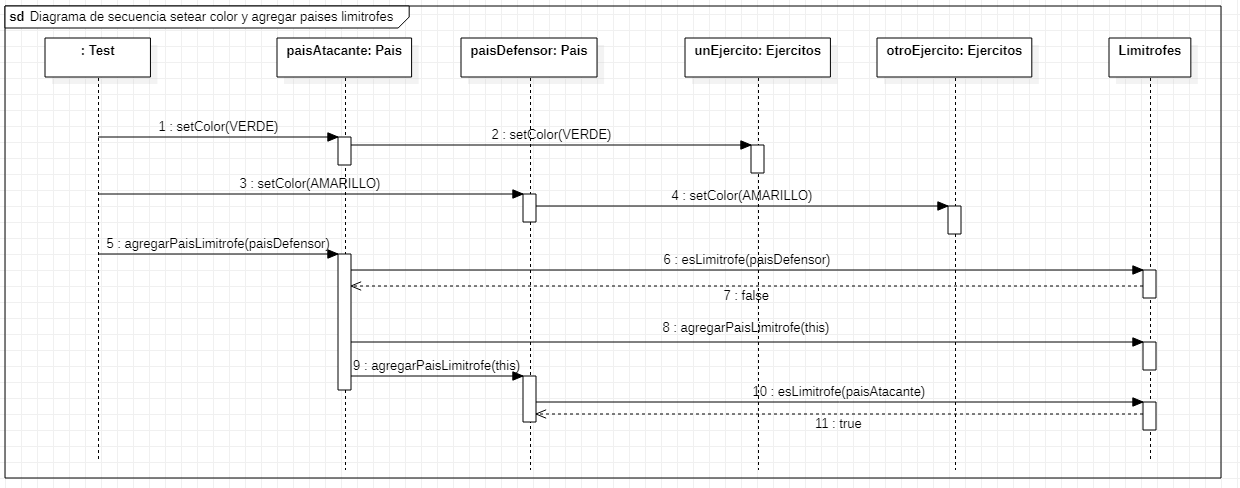 sd Diagrama de secuencia setear color y agregar paises limitrofes
: Test
paisAtacante: Pais
paisDefensor: Pais
unEjercito: Ejercitos
otroEjercito: Ejercitos
Limitrofes
1 : setColor(VERDE)
2 : setColor(VERDE)
3 : setColor(AMARILLO)
4 : setColor(AMARILLO)
5 : agregarPaisLimitrofe(paisDefensor)
6 : esLimitrofe(paisDefensor)
7 : false
8 : agregarPaisLimitrofe(this)
9 : agregarPaisLimitrofe(this)
10 : esLimitrofe(paisAtacante)
11 : true